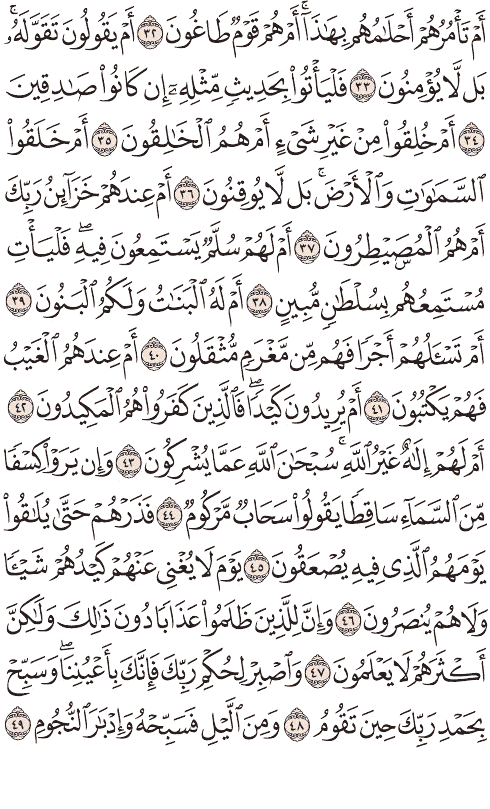 أَمۡ تَأۡمُرُهُمۡ أَحۡلَٰمُهُم بِهَٰذَآۚ أَمۡ هُمۡ قَوۡمٞ طَاغُونَ ٣٢ أَمۡ يَقُولُونَ تَقَوَّلَهُۥۚ
بَل لَّا يُؤۡمِنُونَ ٣٣ فَلۡيَأۡتُواْ بِحَدِيثٖ مِّثۡلِهِۦٓ إِن كَانُواْ صَٰدِقِينَ
٣٤ أَمۡ خُلِقُواْ مِنۡ غَيۡرِ شَيۡءٍ أَمۡ هُمُ ٱلۡخَٰلِقُونَ ٣٥ أَمۡ خَلَقُواْ
ٱلسَّمَٰوَٰتِ وَٱلۡأَرۡضَۚ بَل لَّا يُوقِنُونَ ٣٦ أَمۡ عِندَهُمۡ خَزَآئِنُ رَبِّكَ
أَمۡ هُمُ ٱلۡمُصَۜيۡطِرُونَ ٣٧ أَمۡ لَهُمۡ سُلَّمٞ يَسۡتَمِعُونَ فِيهِۖ فَلۡيَأۡتِ
مُسۡتَمِعُهُم بِسُلۡطَٰنٖ مُّبِينٍ ٣٨ أَمۡ لَهُ ٱلۡبَنَٰتُ وَلَكُمُ ٱلۡبَنُونَ ٣٩
أَمۡ تَسۡـَٔلُهُمۡ أَجۡرٗا فَهُم مِّن مَّغۡرَمٖ مُّثۡقَلُونَ ٤٠ أَمۡ عِندَهُمُ ٱلۡغَيۡبُ
فَهُمۡ يَكۡتُبُونَ ٤١ أَمۡ يُرِيدُونَ كَيۡدٗاۖ فَٱلَّذِينَ كَفَرُواْ هُمُ ٱلۡمَكِيدُونَ ٤٢
أَمۡ لَهُمۡ إِلَٰهٌ غَيۡرُ ٱللَّهِۚ سُبۡحَٰنَ ٱللَّهِ عَمَّا يُشۡرِكُونَ ٤٣ وَإِن يَرَوۡاْ كِسۡفٗا
مِّنَ ٱلسَّمَآءِ سَاقِطٗا يَقُولُواْ سَحَابٞ مَّرۡكُومٞ ٤٤ فَذَرۡهُمۡ حَتَّىٰ يُلَٰقُواْ
يَوۡمَهُمُ ٱلَّذِي فِيهِ يُصۡعَقُونَ ٤٥ يَوۡمَ لَا يُغۡنِي عَنۡهُمۡ كَيۡدُهُمۡ شَيۡـٔٗا
وَلَا هُمۡ يُنصَرُونَ ٤٦ وَإِنَّ لِلَّذِينَ ظَلَمُواْ عَذَابٗا دُونَ ذَٰلِكَ وَلَٰكِنَّ
أَكۡثَرَهُمۡ لَا يَعۡلَمُونَ ٤٧ وَٱصۡبِرۡ لِحُكۡمِ رَبِّكَ فَإِنَّكَ بِأَعۡيُنِنَاۖ وَسَبِّحۡ
بِحَمۡدِ رَبِّكَ حِينَ تَقُومُ ٤٨ وَمِنَ ٱلَّيۡلِ فَسَبِّحۡهُ وَإِدۡبَٰرَ ٱلنُّجُومِ ٤٩